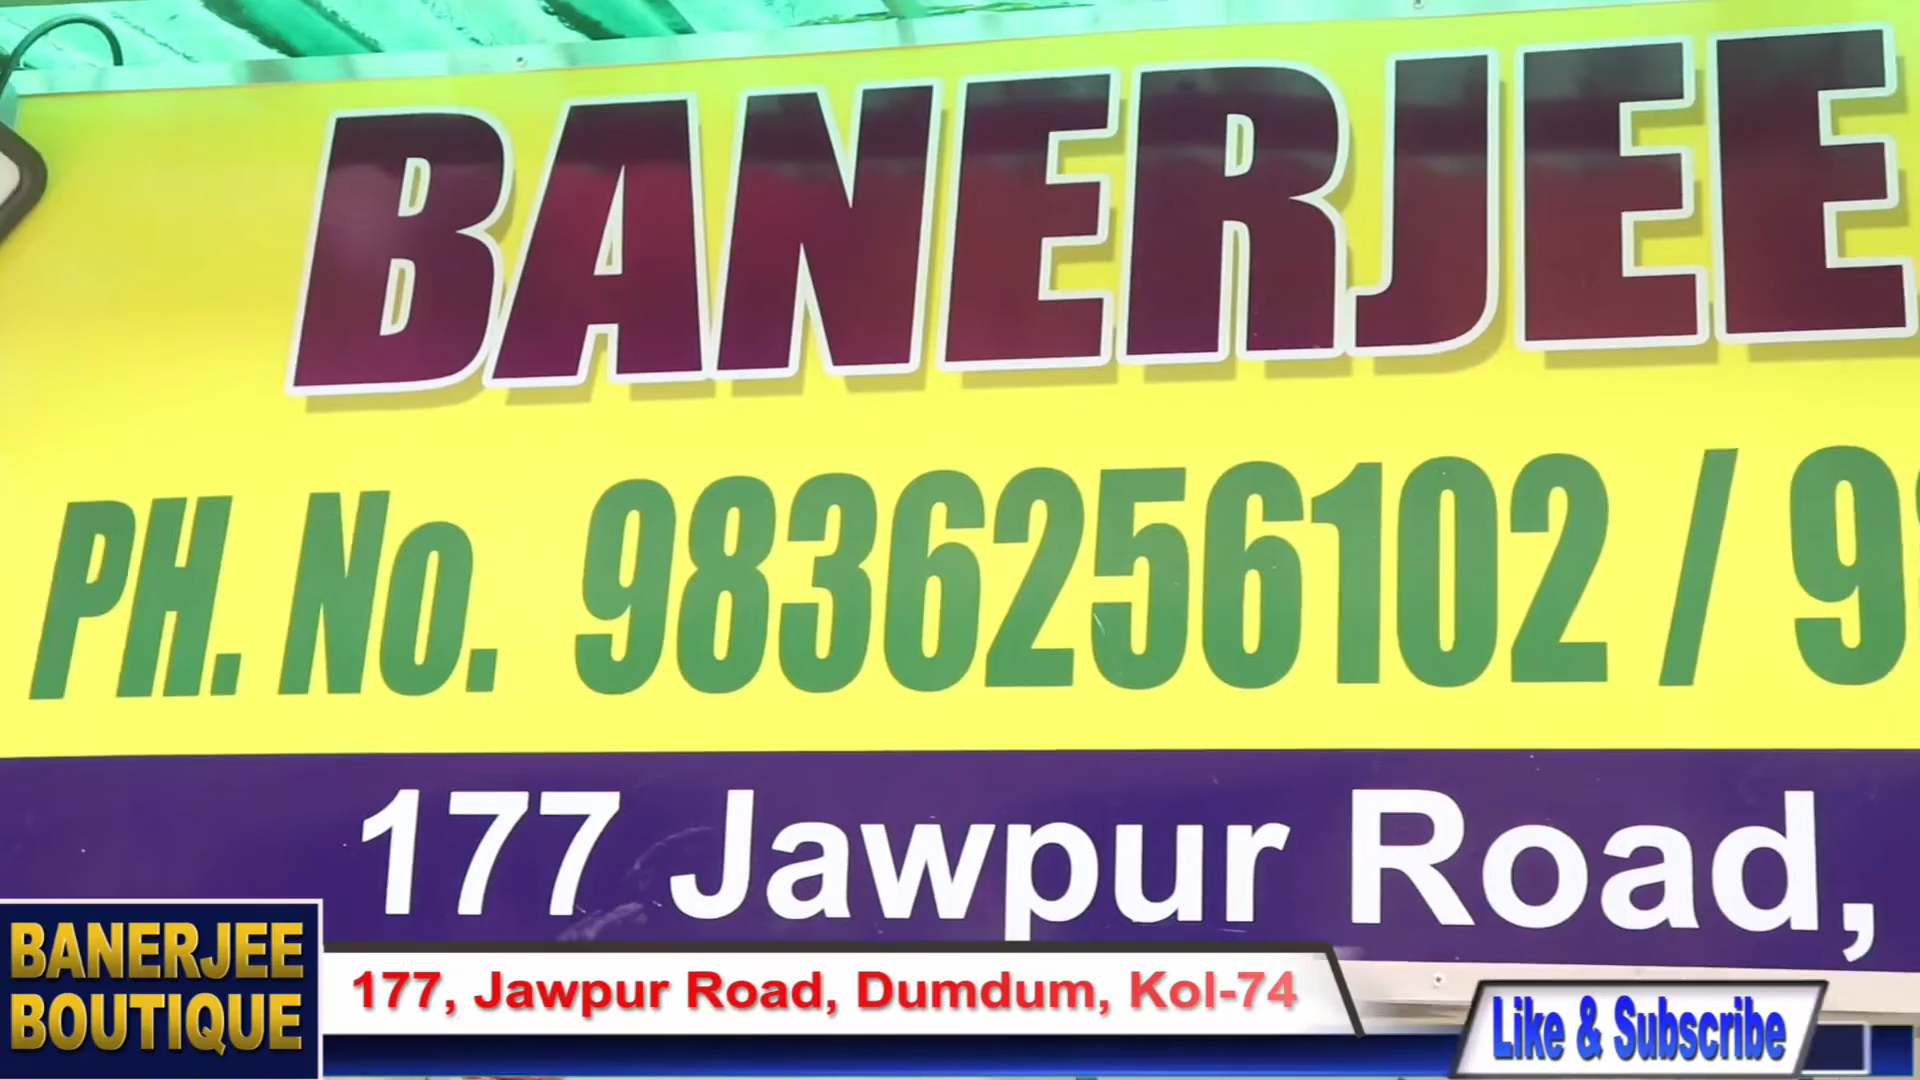 BANERJEE
PH. No. 9836256102 / 9
177 Jawpur Road,
BANERJEE
BOUTIQUE
177, Jawpur Road, Dumdum, Kol-74
Like & Subscribe